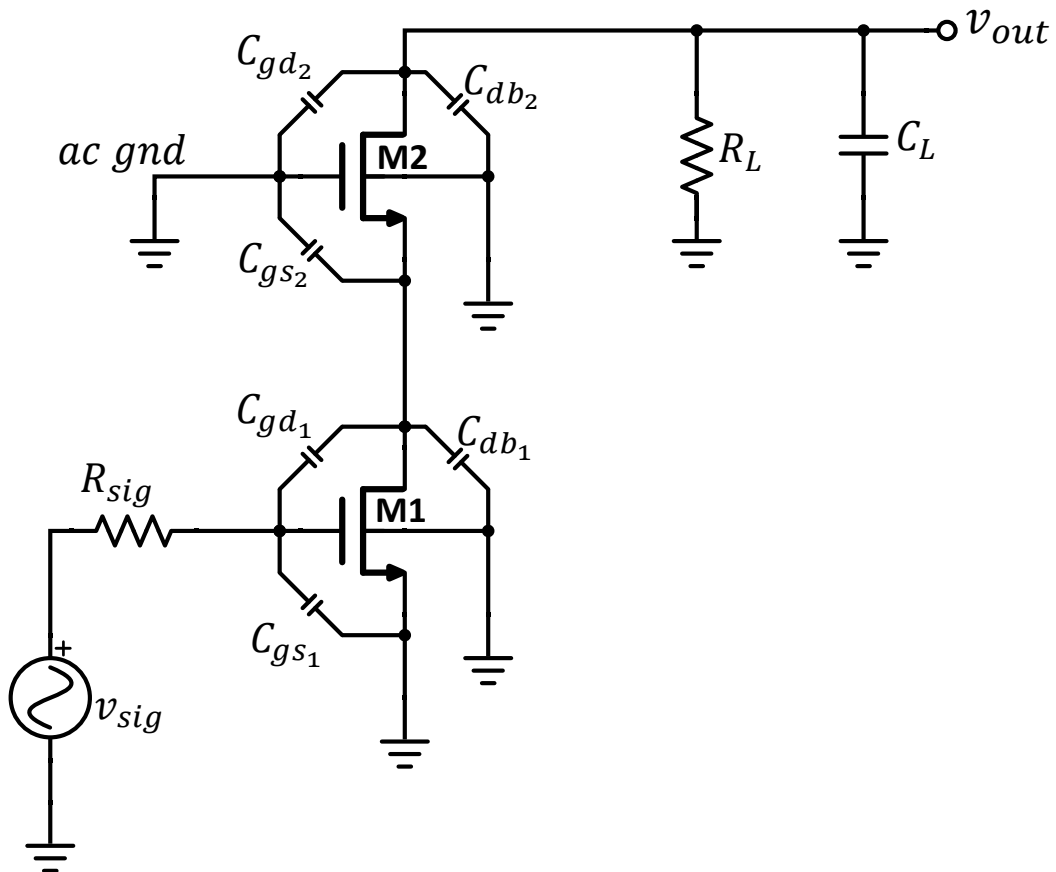 v_out
C_gd2
C_db2
ac gnd
M2
R_L
C_L
C_gs2
C_gd1
C_db1
R_sig
M1
C_gs1
+
v_sig